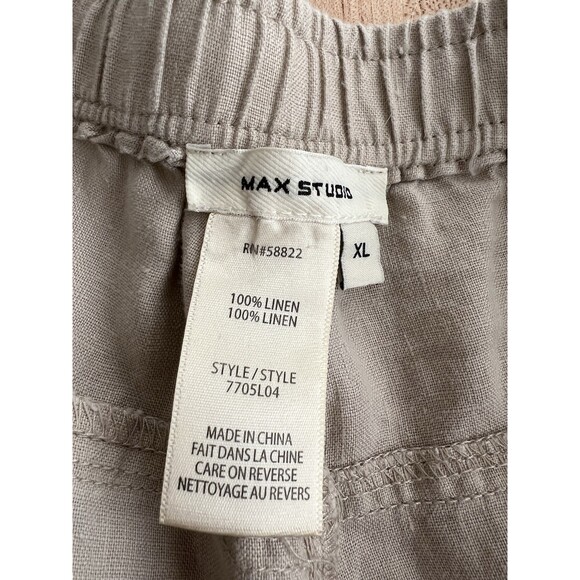 MAX STUDIO
XL
RN#58822
100% LINEN
100% LINEN
STYLE / STYLE
7705L04
MADE IN CHINA
FAIT DANS LA CHINE
CARE ON REVERSE
NETTOYAGE AU REVERS